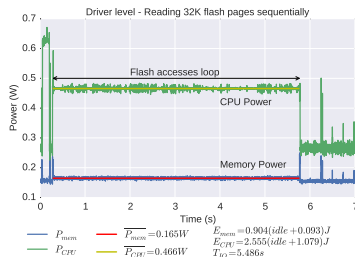 Driver level - Reading 32K flash pages sequentially
0.7
0.6
0.5
0.4
0.3
0.2
0.1
Power (W)
Flash accesses loop
CPU Power
Memory Power
0 1 2 3 4 5 6 7
Time (s)
P_mem P_mem=0.165W E_mem=0.904(idle+0.093)J
P_CPU P_CPU=0.466W E_CPU=2.555(idle+1.079)J
T_IO=5.486s